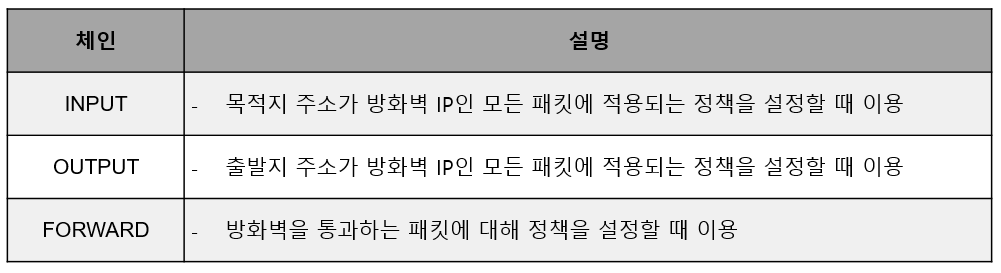 체인 설명
INPUT - 목적지 주소가 방화벽 IP인 모든 패킷에 적용되는 정책을 설정할 때 이용
OUTPUT - 출발지 주소가 방화벽 IP인 모든 패킷에 적용되는 정책을 설정할 때 이용
FORWARD - 방화벽을 통과하는 패킷에 대해 정책을 설정할 때 이용